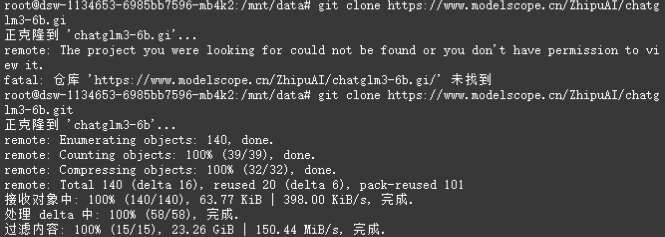 root@dsw-1134653-6985bb7596-mb4k2:/mnt/data# git clone https://www.modelscope.cn/ZhipuAI/chatg
lm3-6b.gi
正克隆到 'chatglm3-6b.gi'...
remote: The project you were looking for could not be found or you don't have permission to vi
ew it.
fatal: 仓库 'https://www.modelscope.cn/ZhipuAI/chatglm3-6b.gi/' 未找到
root@dsw-1134653-6985bb7596-mb4k2:/mnt/data# git clone https://www.modelscope.cn/ZhipuAI/chatg
lm3-6b.git
正克隆到 'chatglm3-6b'...
remote: Enumerating objects: 140, done.
remote: Counting objects: 100% (39/39), done.
remote: Compressing objects: 100% (32/32), done.
remote: Total 140 (delta 16), reused 20 (delta 6), pack-reused 101
接收对象中: 100% (140/140), 63.77 KiB | 398.00 KiB/s, 完成.
处理 delta 中: 100% (58/58), 完成.
过滤内容: 100% (15/15), 23.26 GiB | 150.44 MiB/s, 完成.